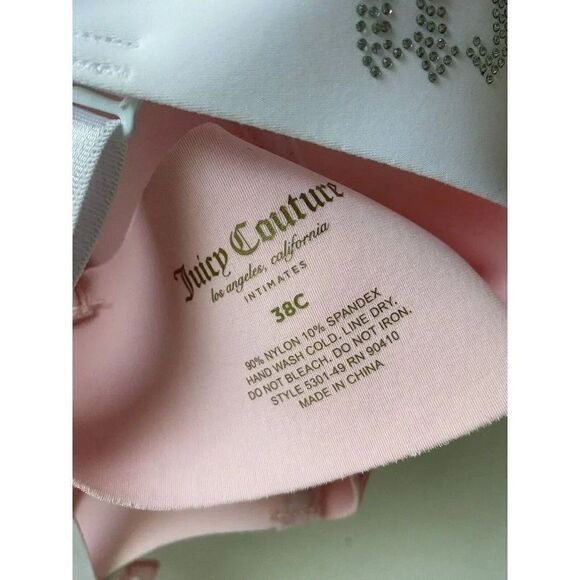 Juicy Couture
los angeles, california
INTIMATES
38C
90% NYLON 10% SPANDEX
HAND WASH COLD. LINE DRY.
DO NOT BLEACH. DO NOT IRON.
STYLE 5301-49 RN 90410
MADE IN CHINA